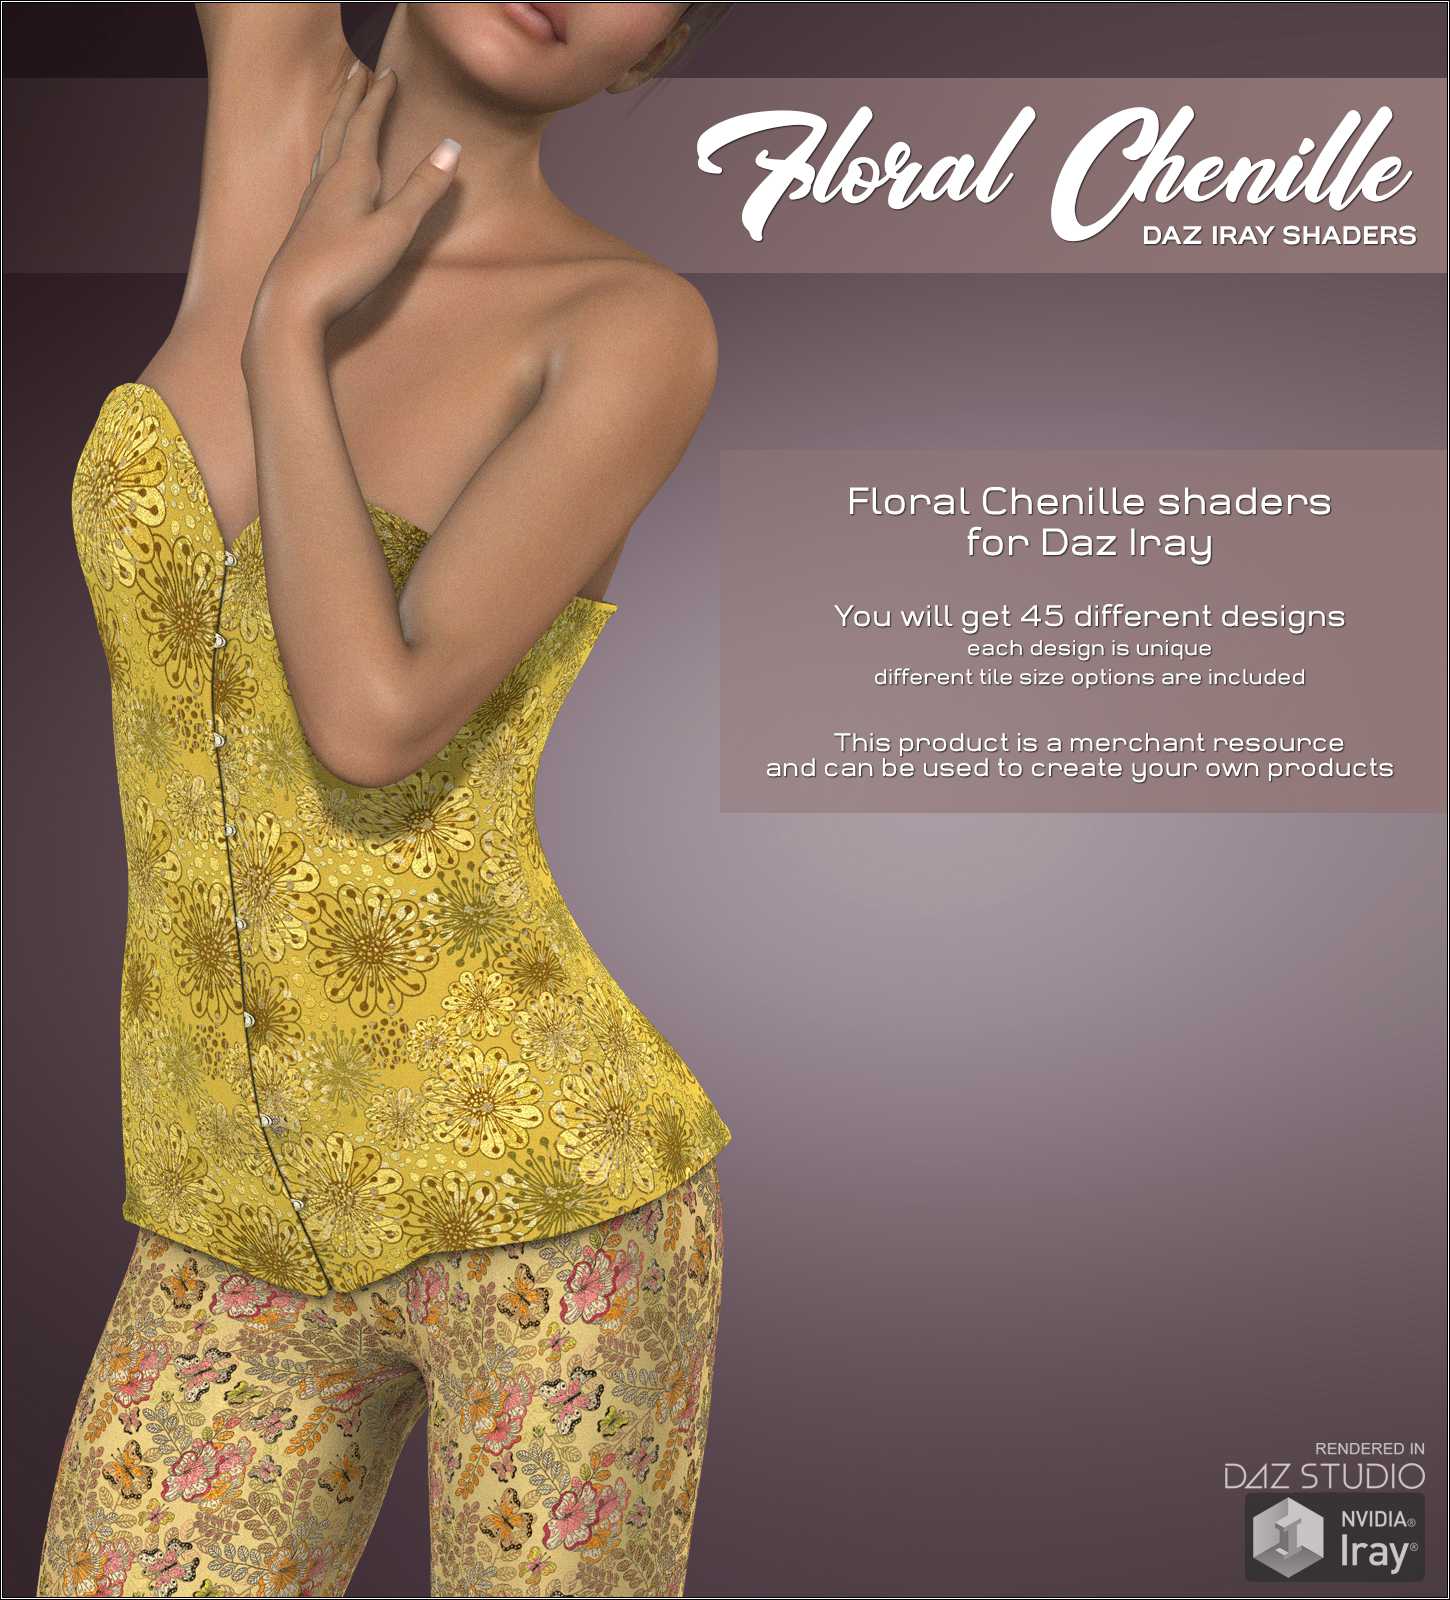 Floral Chenille
DAZ IRAY SHADERS
Floral Chenille shaders
for Daz Iray
You will get 45 different designs
each design is unique
different tile size options are included
This product is a merchant resource
and can be used to create your own products
RENDERED IN
DAZ STUDIO
NVIDIA®
Iray®